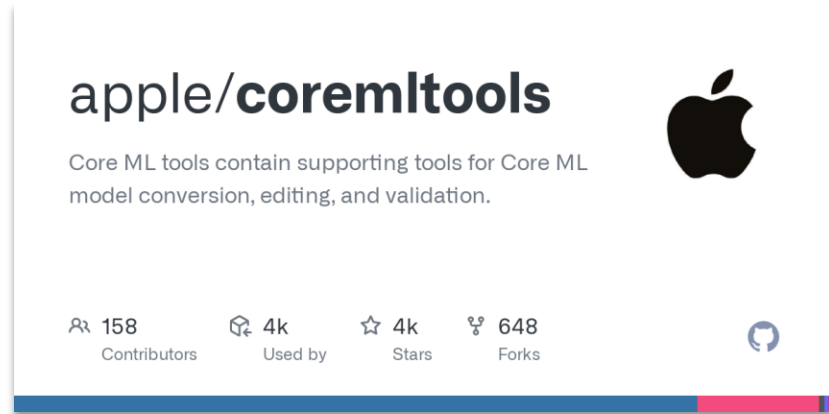 apple/coremltools
Core ML tools contain supporting tools for Core ML
model conversion, editing, and validation.
158
Contributors
4k
Used by
4k
Stars
648
Forks